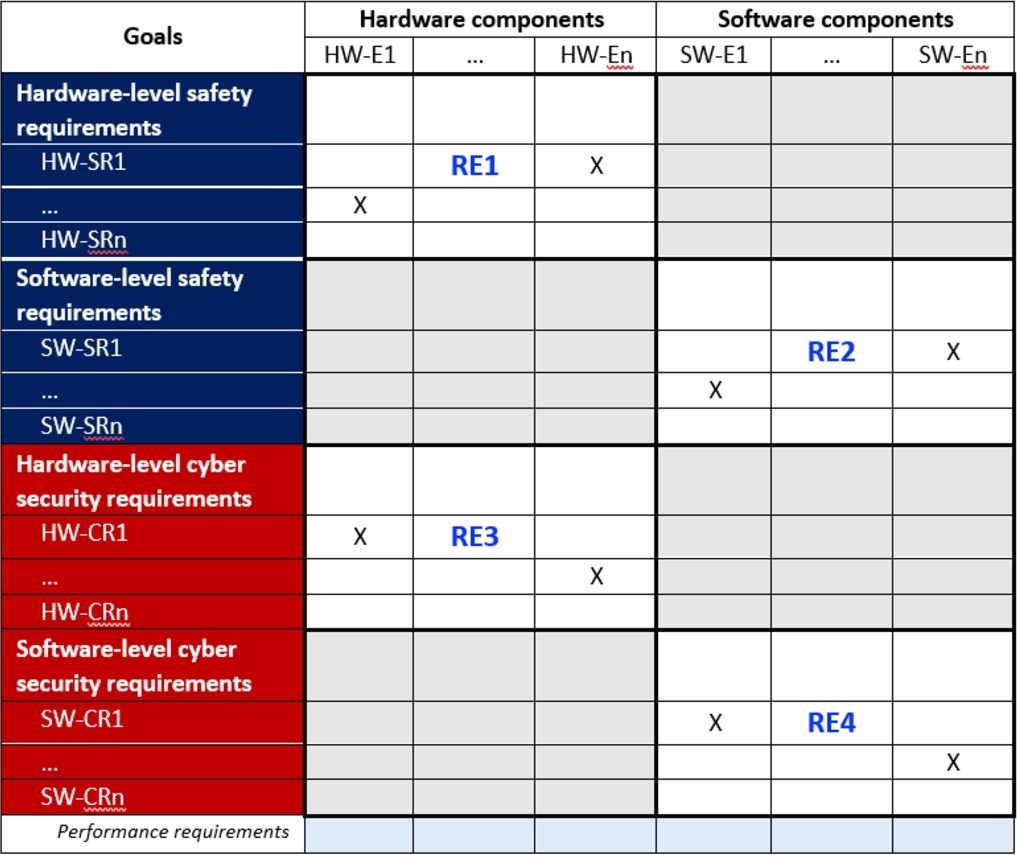 Goals
Hardware components
Software components
HW-E1
...
HW-En
SW-E1
...
SW-En
Hardware-level safety
requirements
HW-SR1
RE1
X
...
X
HW-SRn
Software-level safety
requirements
SW-SR1
RE2
X
...
X
SW-SRn
Hardware-level cyber
security requirements
HW-CR1
X
RE3
...
X
HW-CRn
Software-level cyber
security requirements
SW-CR1
X
RE4
...
X
SW-CRn
Performance requirements